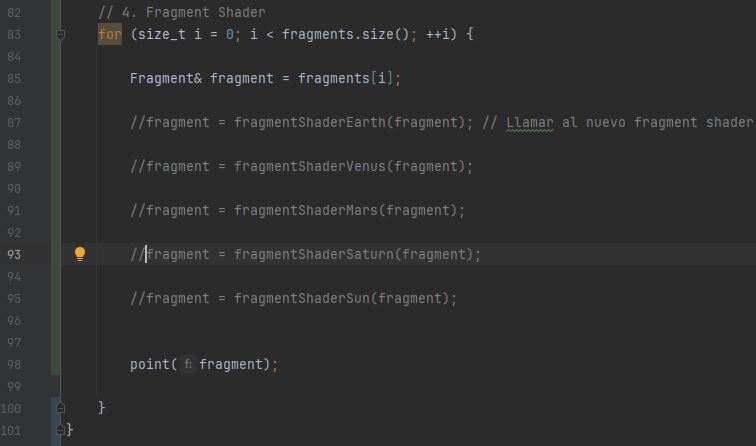 82 // 4. Fragment Shader
83 for (size_t i = 0; i < fragments.size(); ++i) {
84
85 Fragment& fragment = fragments[i];
86
87 //fragment = fragmentShaderEarth(fragment); // Llamar al nuevo fragment shader
88
89 //fragment = fragmentShaderVenus(fragment);
90
91 //fragment = fragmentShaderMars(fragment);
92
93 //fragment = fragmentShaderSaturn(fragment);
94
95 //fragment = fragmentShaderSun(fragment);
96
97
98 point( f: fragment);
99
100 }
101 }